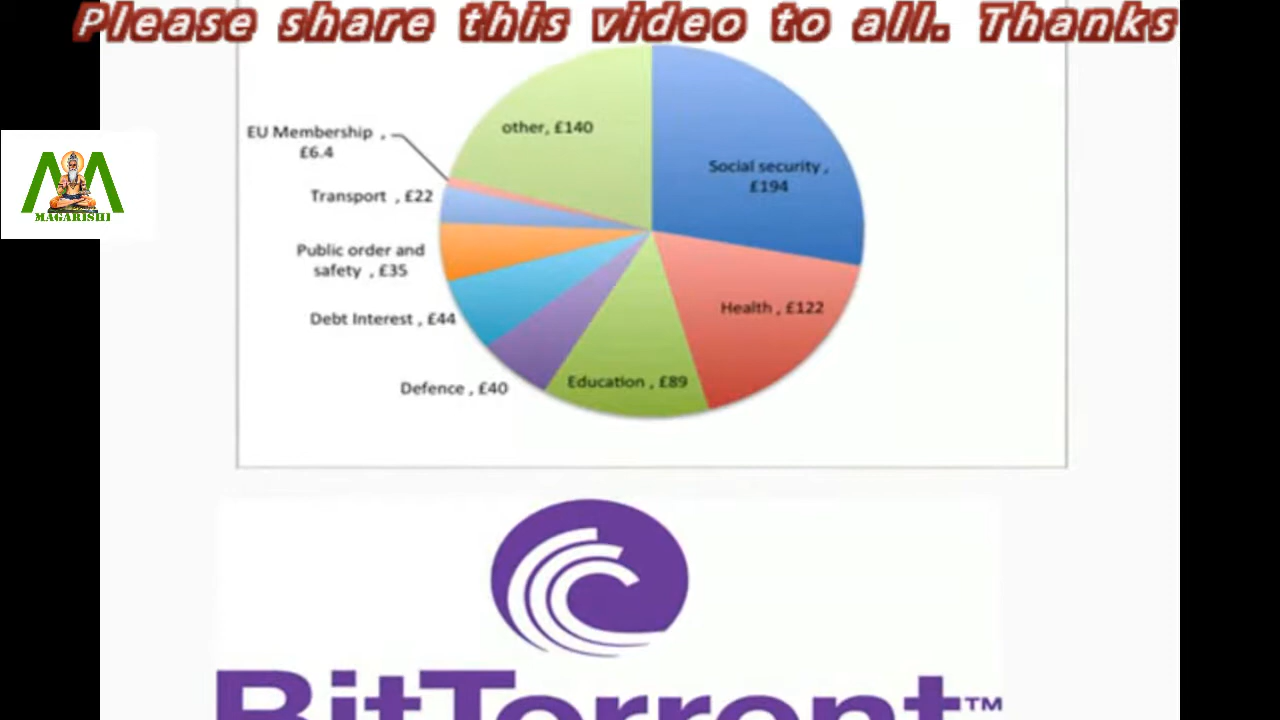 Please share this video to all. Thanks
other, £140
EU Membership ,
£6.4
Social security ,
£194
Transport , £22
Public order and
safety , £35
Health , £122
Debt Interest , £44
Education , £89
Defence , £40
MAGARISHI
BitTorrent™